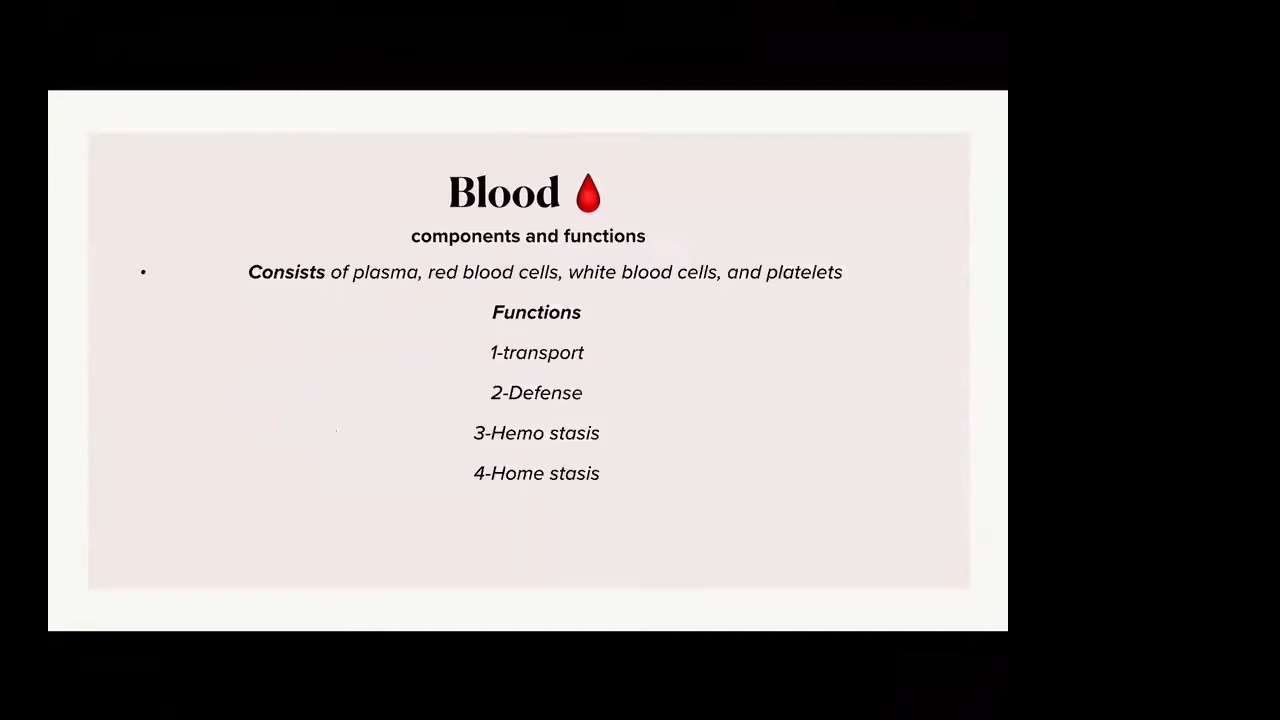 Blood 🩸
components and functions
• Consists of plasma, red blood cells, white blood cells, and platelets
Functions
1-transport
2-Defense
3-Hemo stasis
4-Home stasis